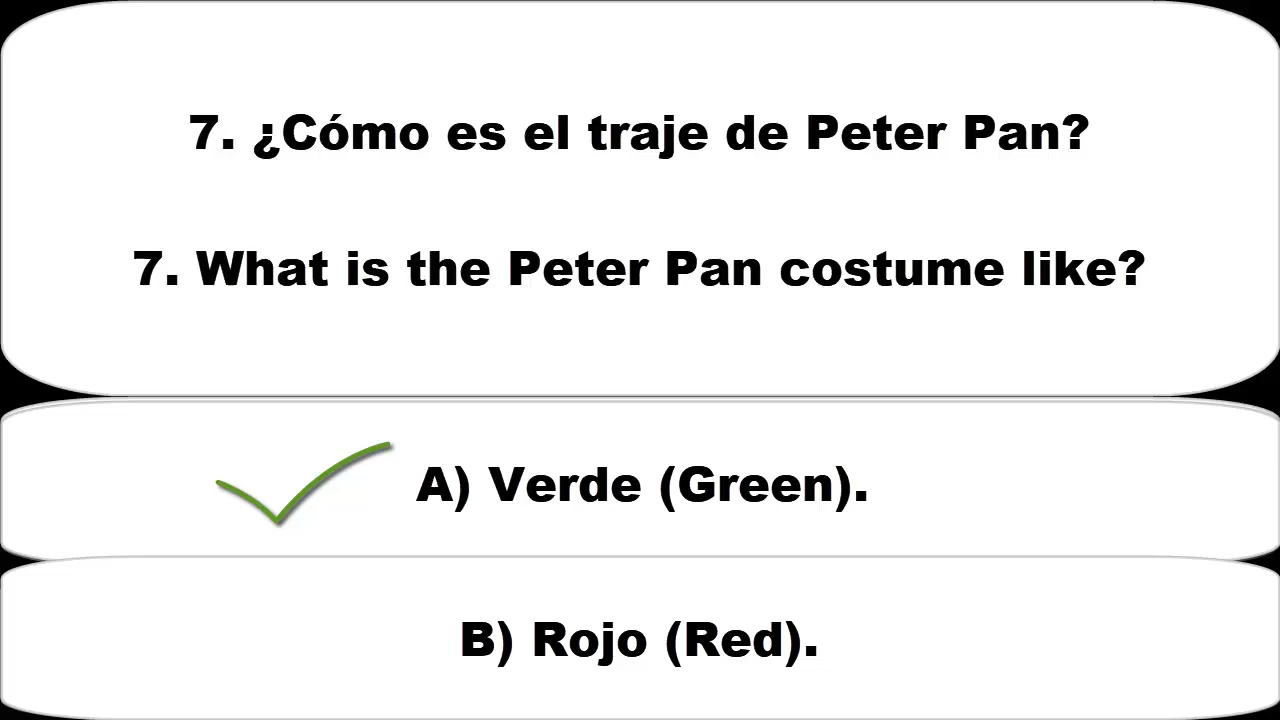 7. ¿Cómo es el traje de Peter Pan?
7. What is the Peter Pan costume like?
A) Verde (Green).
B) Rojo (Red).